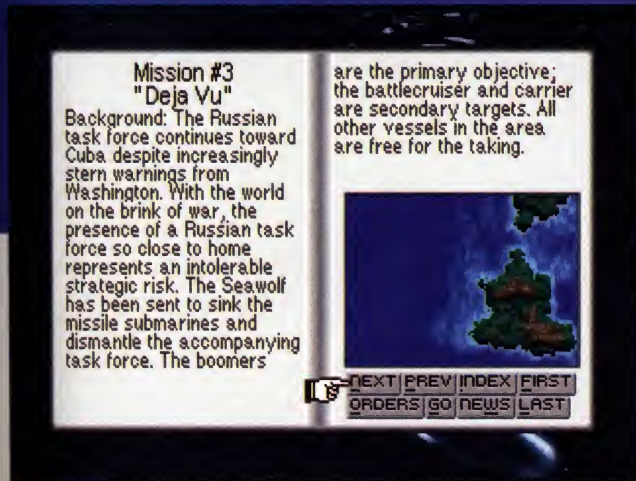 Mission #3
"Deja Vu"
Background: The Russian
task force continues toward
Cuba despite increasingly
stern warnings from
Washington. With the world
on the brink of war, the
presence of a Russian task
force so close to home
represents an intolerable
strategic risk. The Seawolf
has been sent to sink the
missile submarines and
dismantle the accompanying
task force. The boomers
are the primary objective;
the battlecruiser and carrier
are secondary targets. All
other vessels in the area
are free for the taking.
NEXT PREV INDEX FIRST
ORDERS GO NEWS LAST